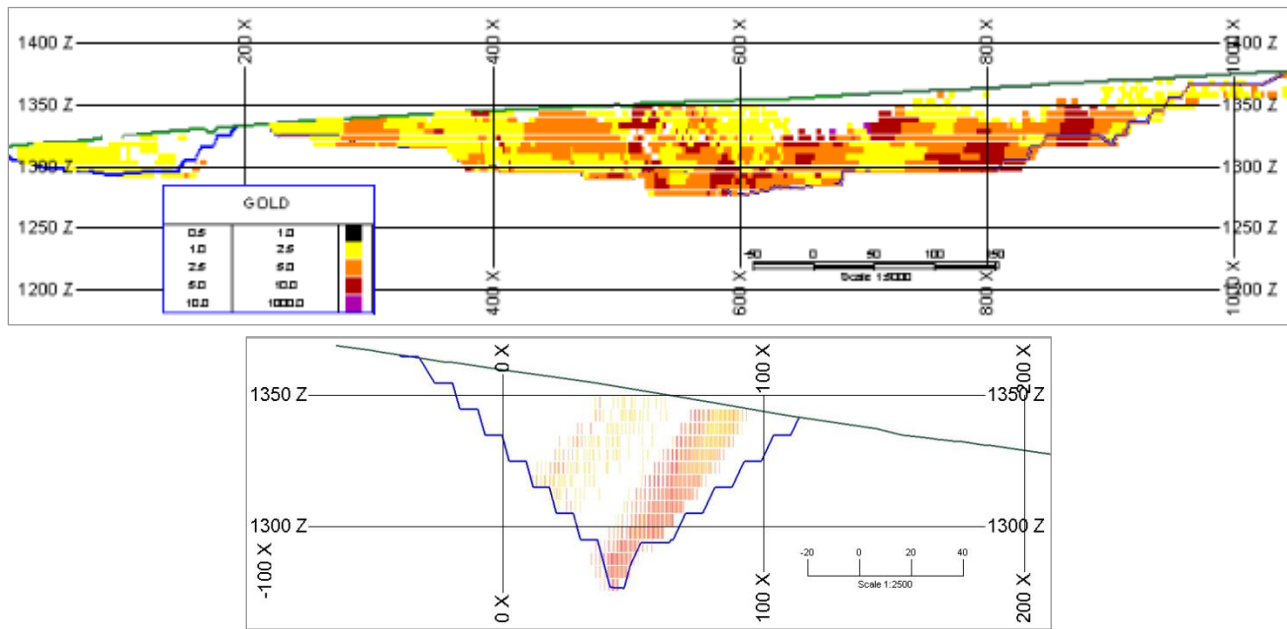 200 X 400 X 600 X 800 X 1000 X
1400 Z 1400 Z
1350 Z 1350 Z
1300 Z 1300 Z
1250 Z 1250 Z
1200 Z 1200 Z
GOLD
0.5 1.0
1.0 2.5
2.5 5.0
5.0 10.0
10.0 1000.0
-50 0 50 100 150
Scale 1:5000
200 X 400 X 600 X 800 X 1000 X
0 X 100 X 200 X
1350 Z 1350 Z
1300 Z 1300 Z
-20 0 20 40
Scale 1:2500
-100 X 0 X 100 X 200 X